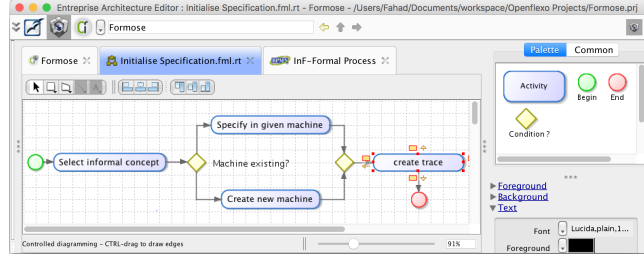 Entreprise Architecture Editor : Initialise Specification.fml.rt - Formose - /Users/Fahad/Documents/workspace/Openflexo Projects/Formose.prj
Formose
Formose
Initialise Specification.fml.rt
InF-Formal Process
Palette
Common
Activity
Begin
End
Condition ?
Specify in given machine
Select informal concept
Machine existing?
create trace
Create new machine
Foreground
Background
Text
Font
Lucida,plain,1...
Foreground
Controlled diagramming - CTRL-drag to draw edges
91%